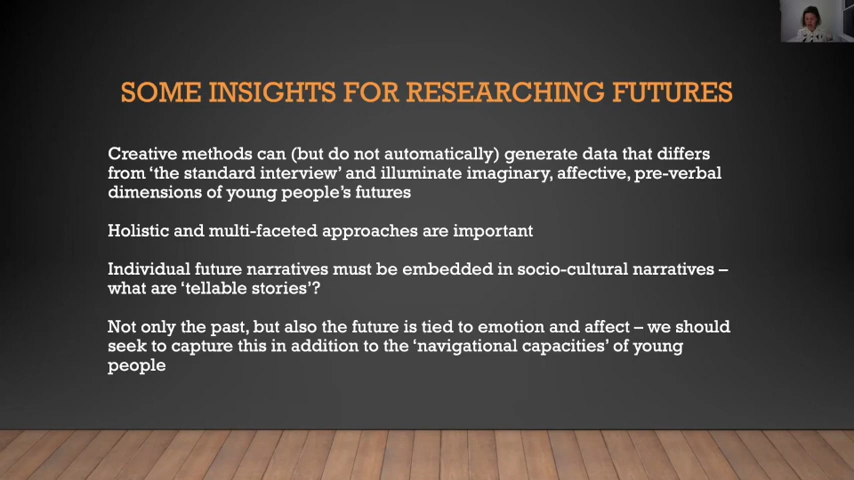 SOME INSIGHTS FOR RESEARCHING FUTURES
Creative methods can (but do not automatically) generate data that differs
from ‘the standard interview’ and illuminate imaginary, affective, pre-verbal
dimensions of young people’s futures
Holistic and multi-faceted approaches are important
Individual future narratives must be embedded in socio-cultural narratives –
what are ‘tellable stories’?
Not only the past, but also the future is tied to emotion and affect – we should
seek to capture this in addition to the ‘navigational capacities’ of young
people